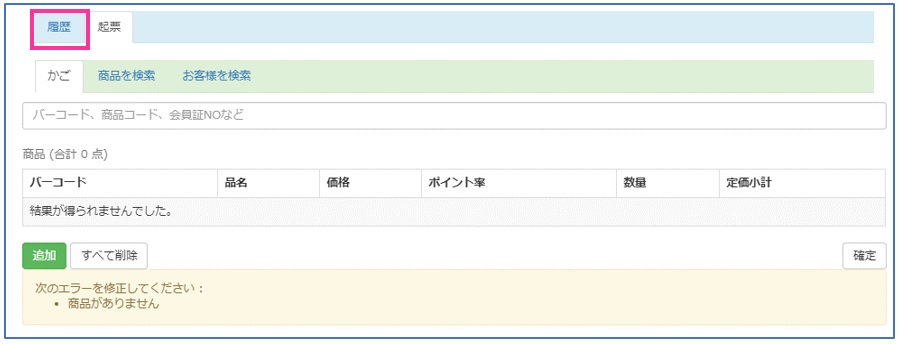 履歴 起票
かご 商品を検索 お客様を検索
バーコード、商品コード、会員証NOなど
商品 (合計 0 点)
バーコード 品名 価格 ポイント率 数量 定価小計
結果が得られませんでした。
追加 すべて削除 確定
次のエラーを修正してください：
• 商品がありません